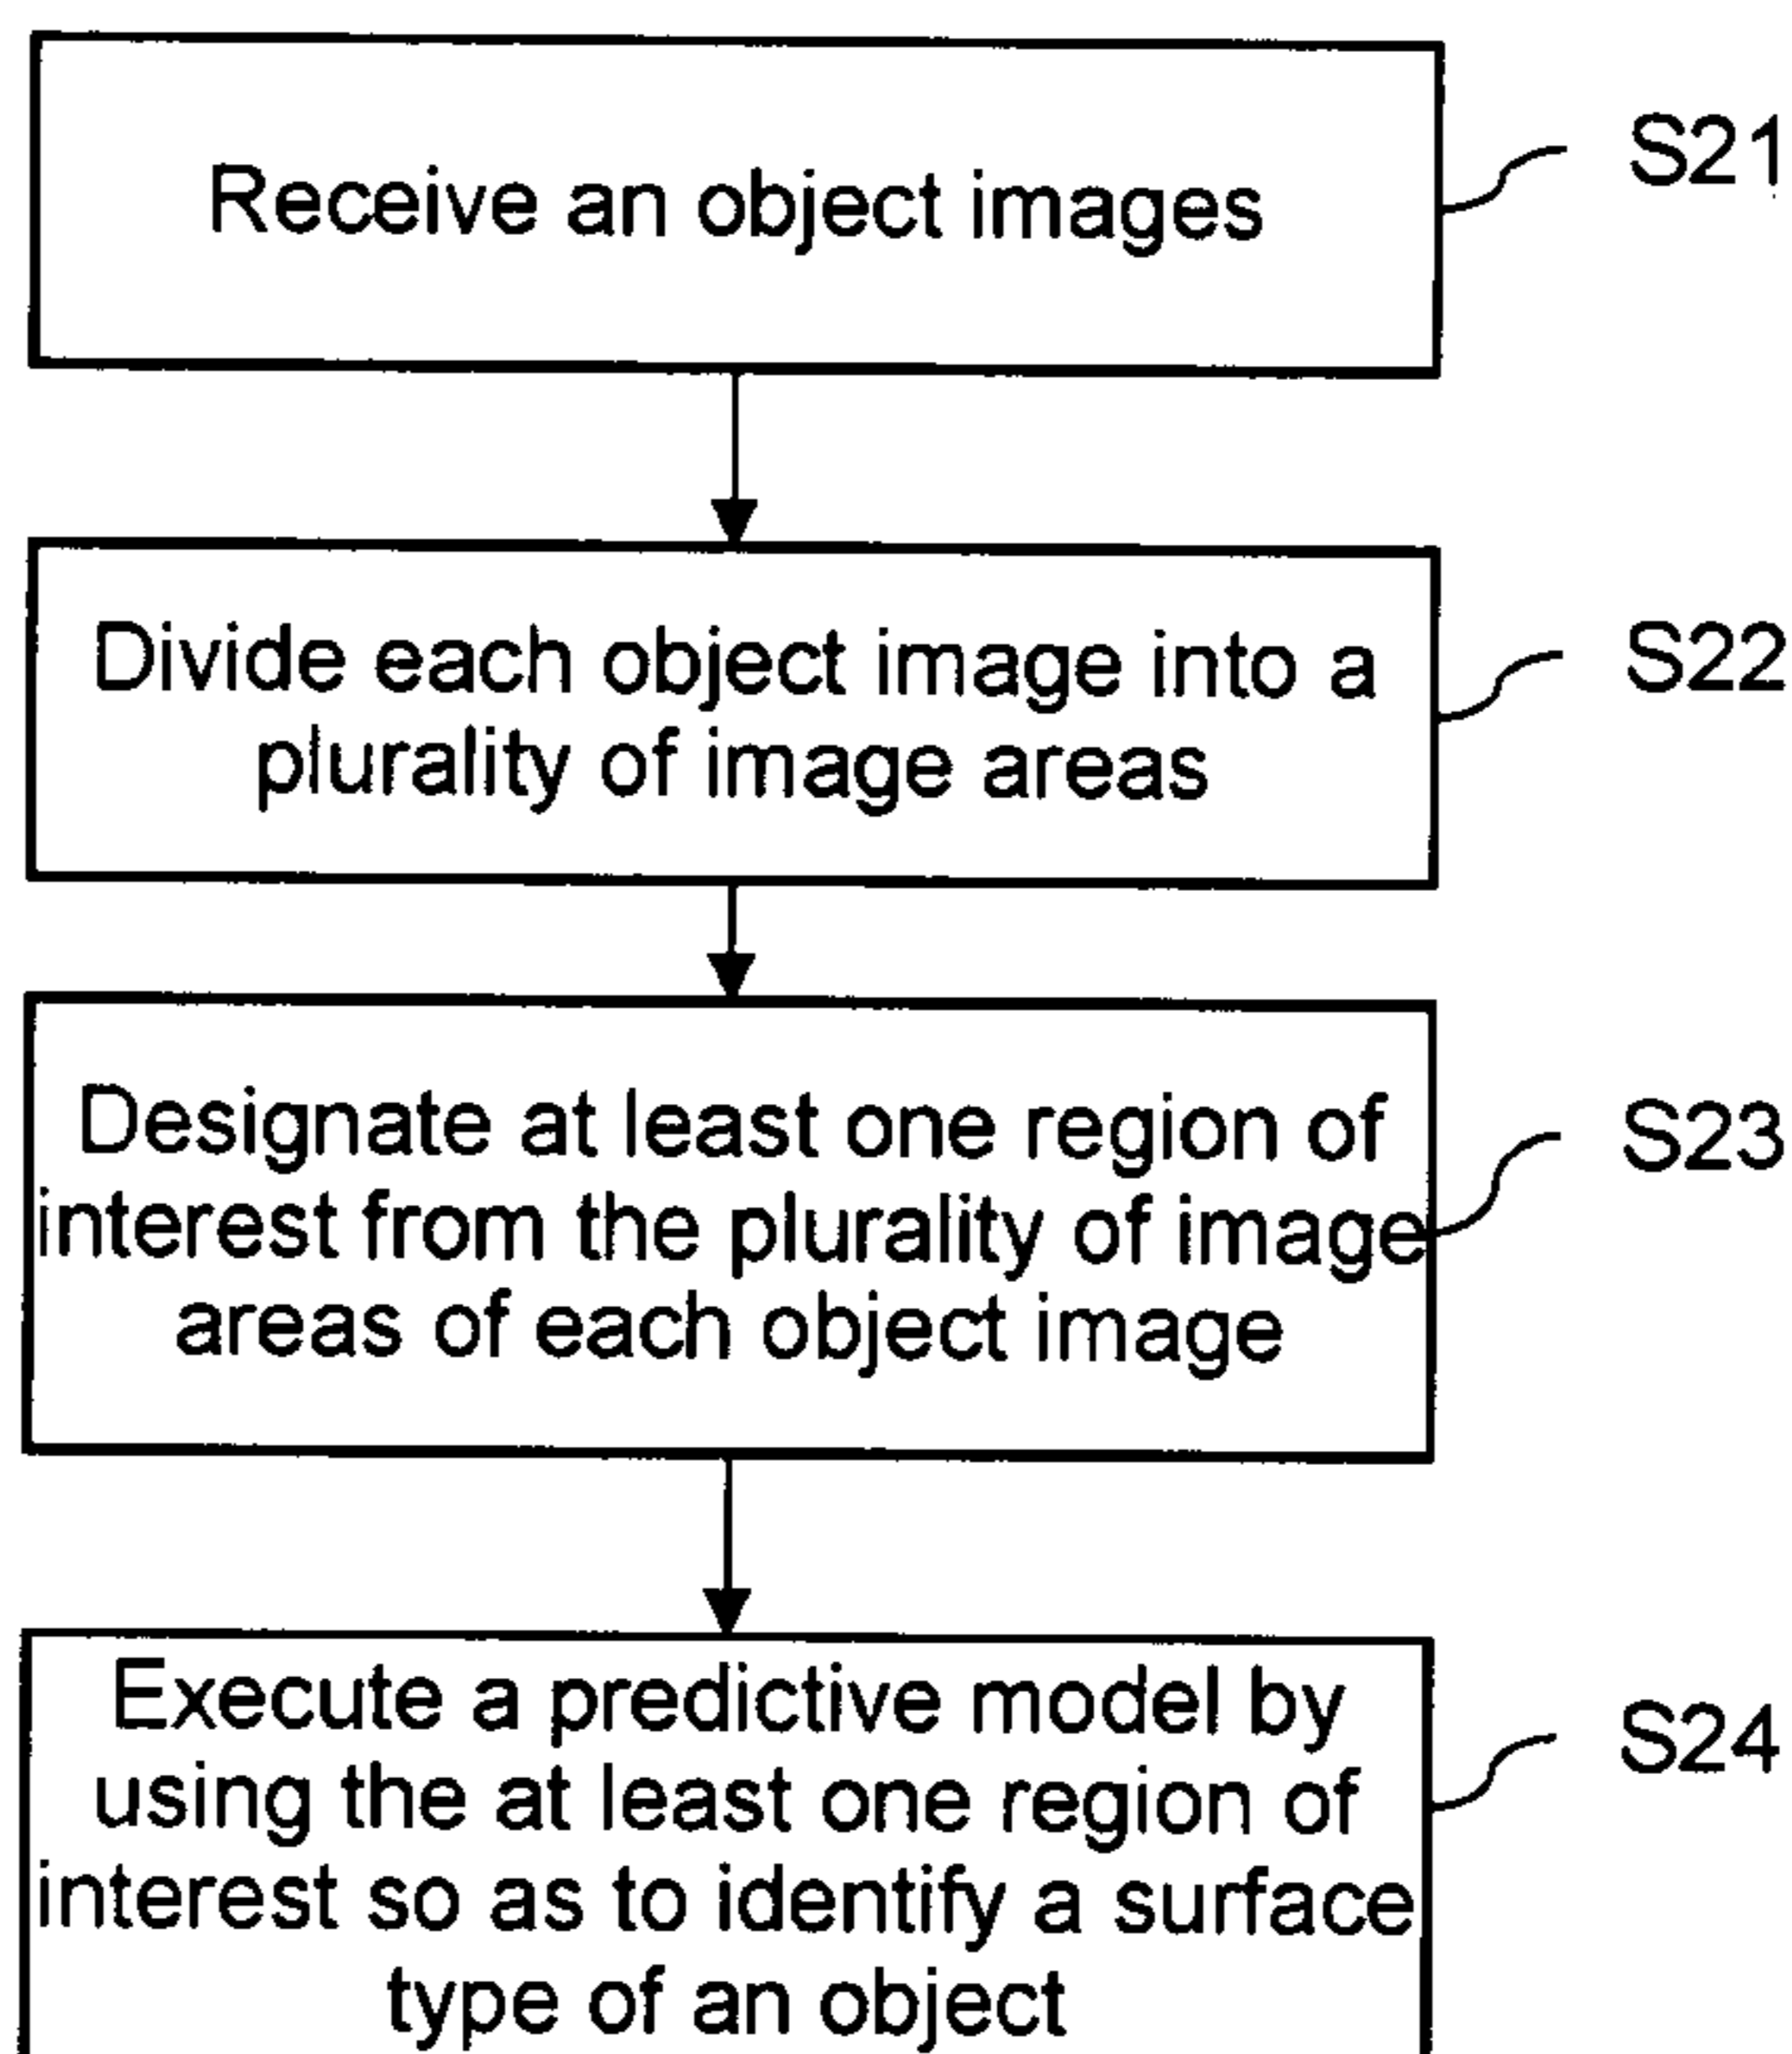 Receive an object images
S21
Divide each object image into a
plurality of image areas
S22
Designate at least one region of
interest from the plurality of image
areas of each object image
S23
Execute a predictive model by
using the at least one region of
interest so as to identify a surface
type of an object
S24